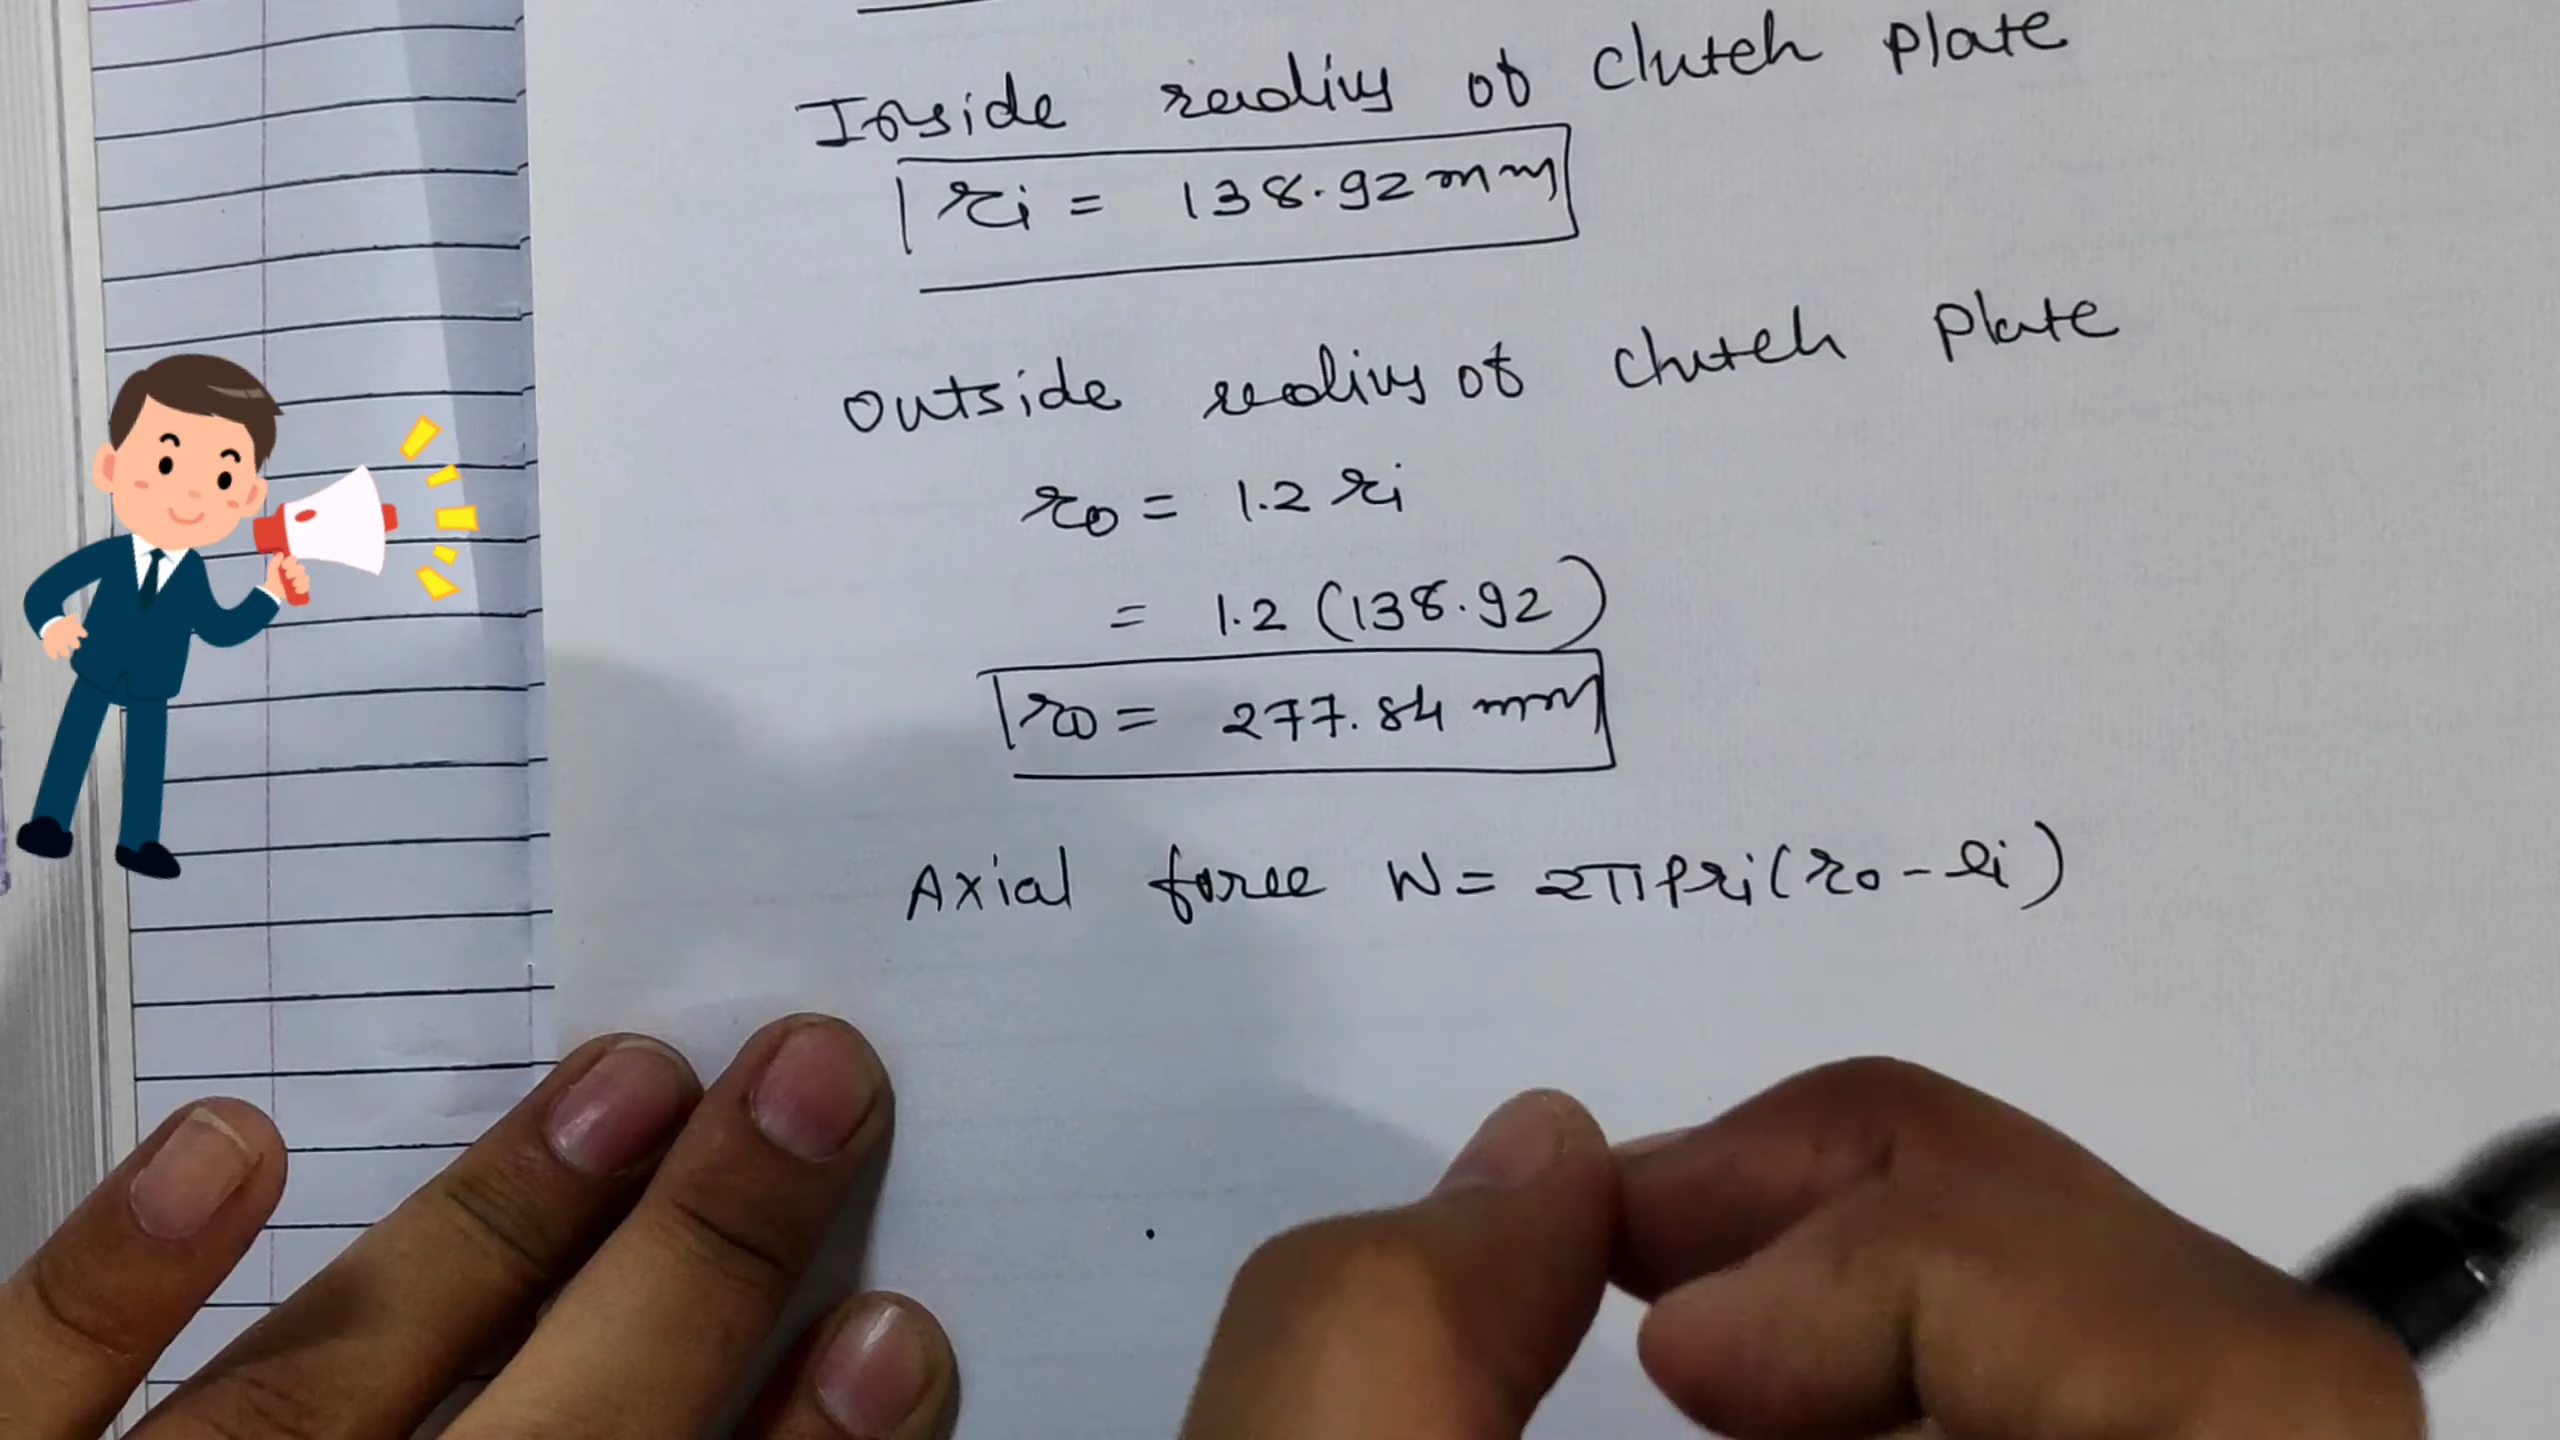 Inside radius of clutch plate
ri = 138.92 mm
Outside radius of clutch plate
ro = 1.2 ri
= 1.2 (138.92)
ro = 277.84 mm
Axial force W = 2πpri(ro - ri)